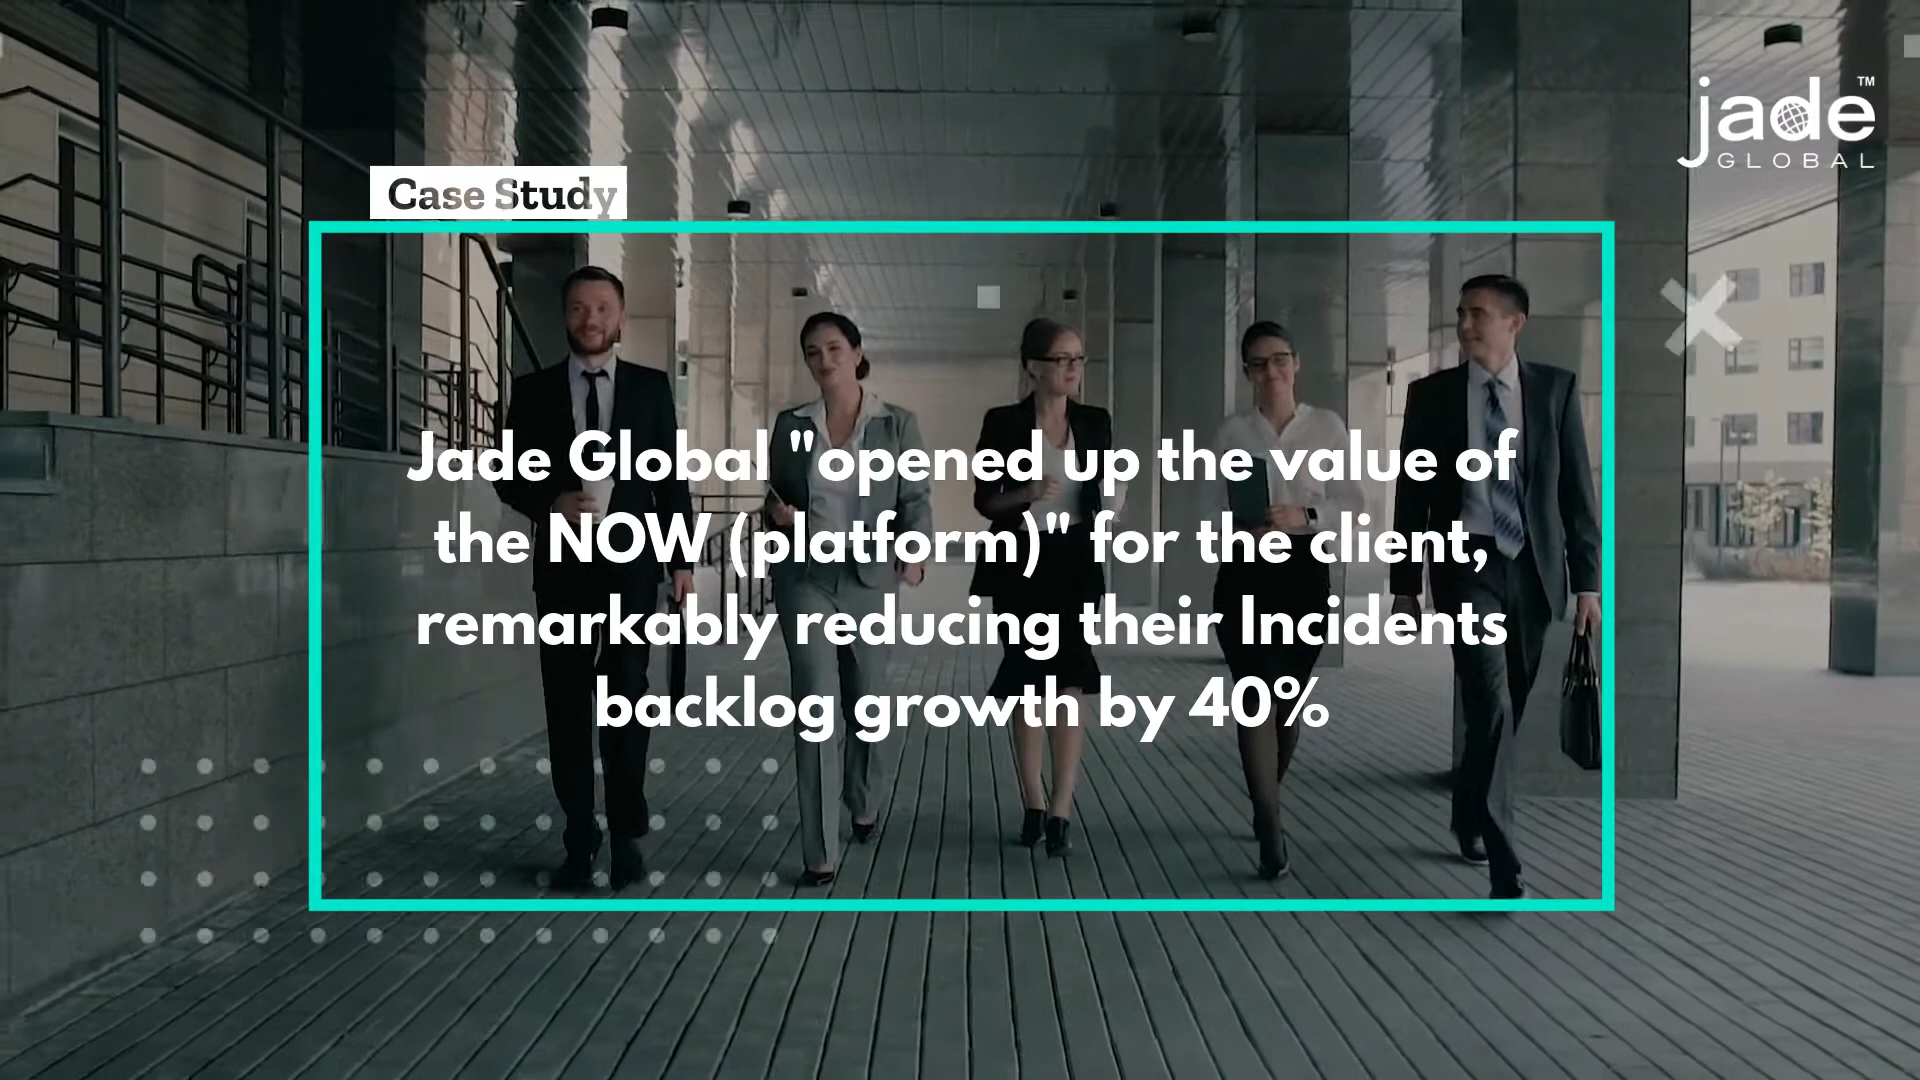 jade™
GLOBAL
Case Study
Jade Global "opened up the value of
the NOW (platform)" for the client,
remarkably reducing their Incidents
backlog growth by 40%